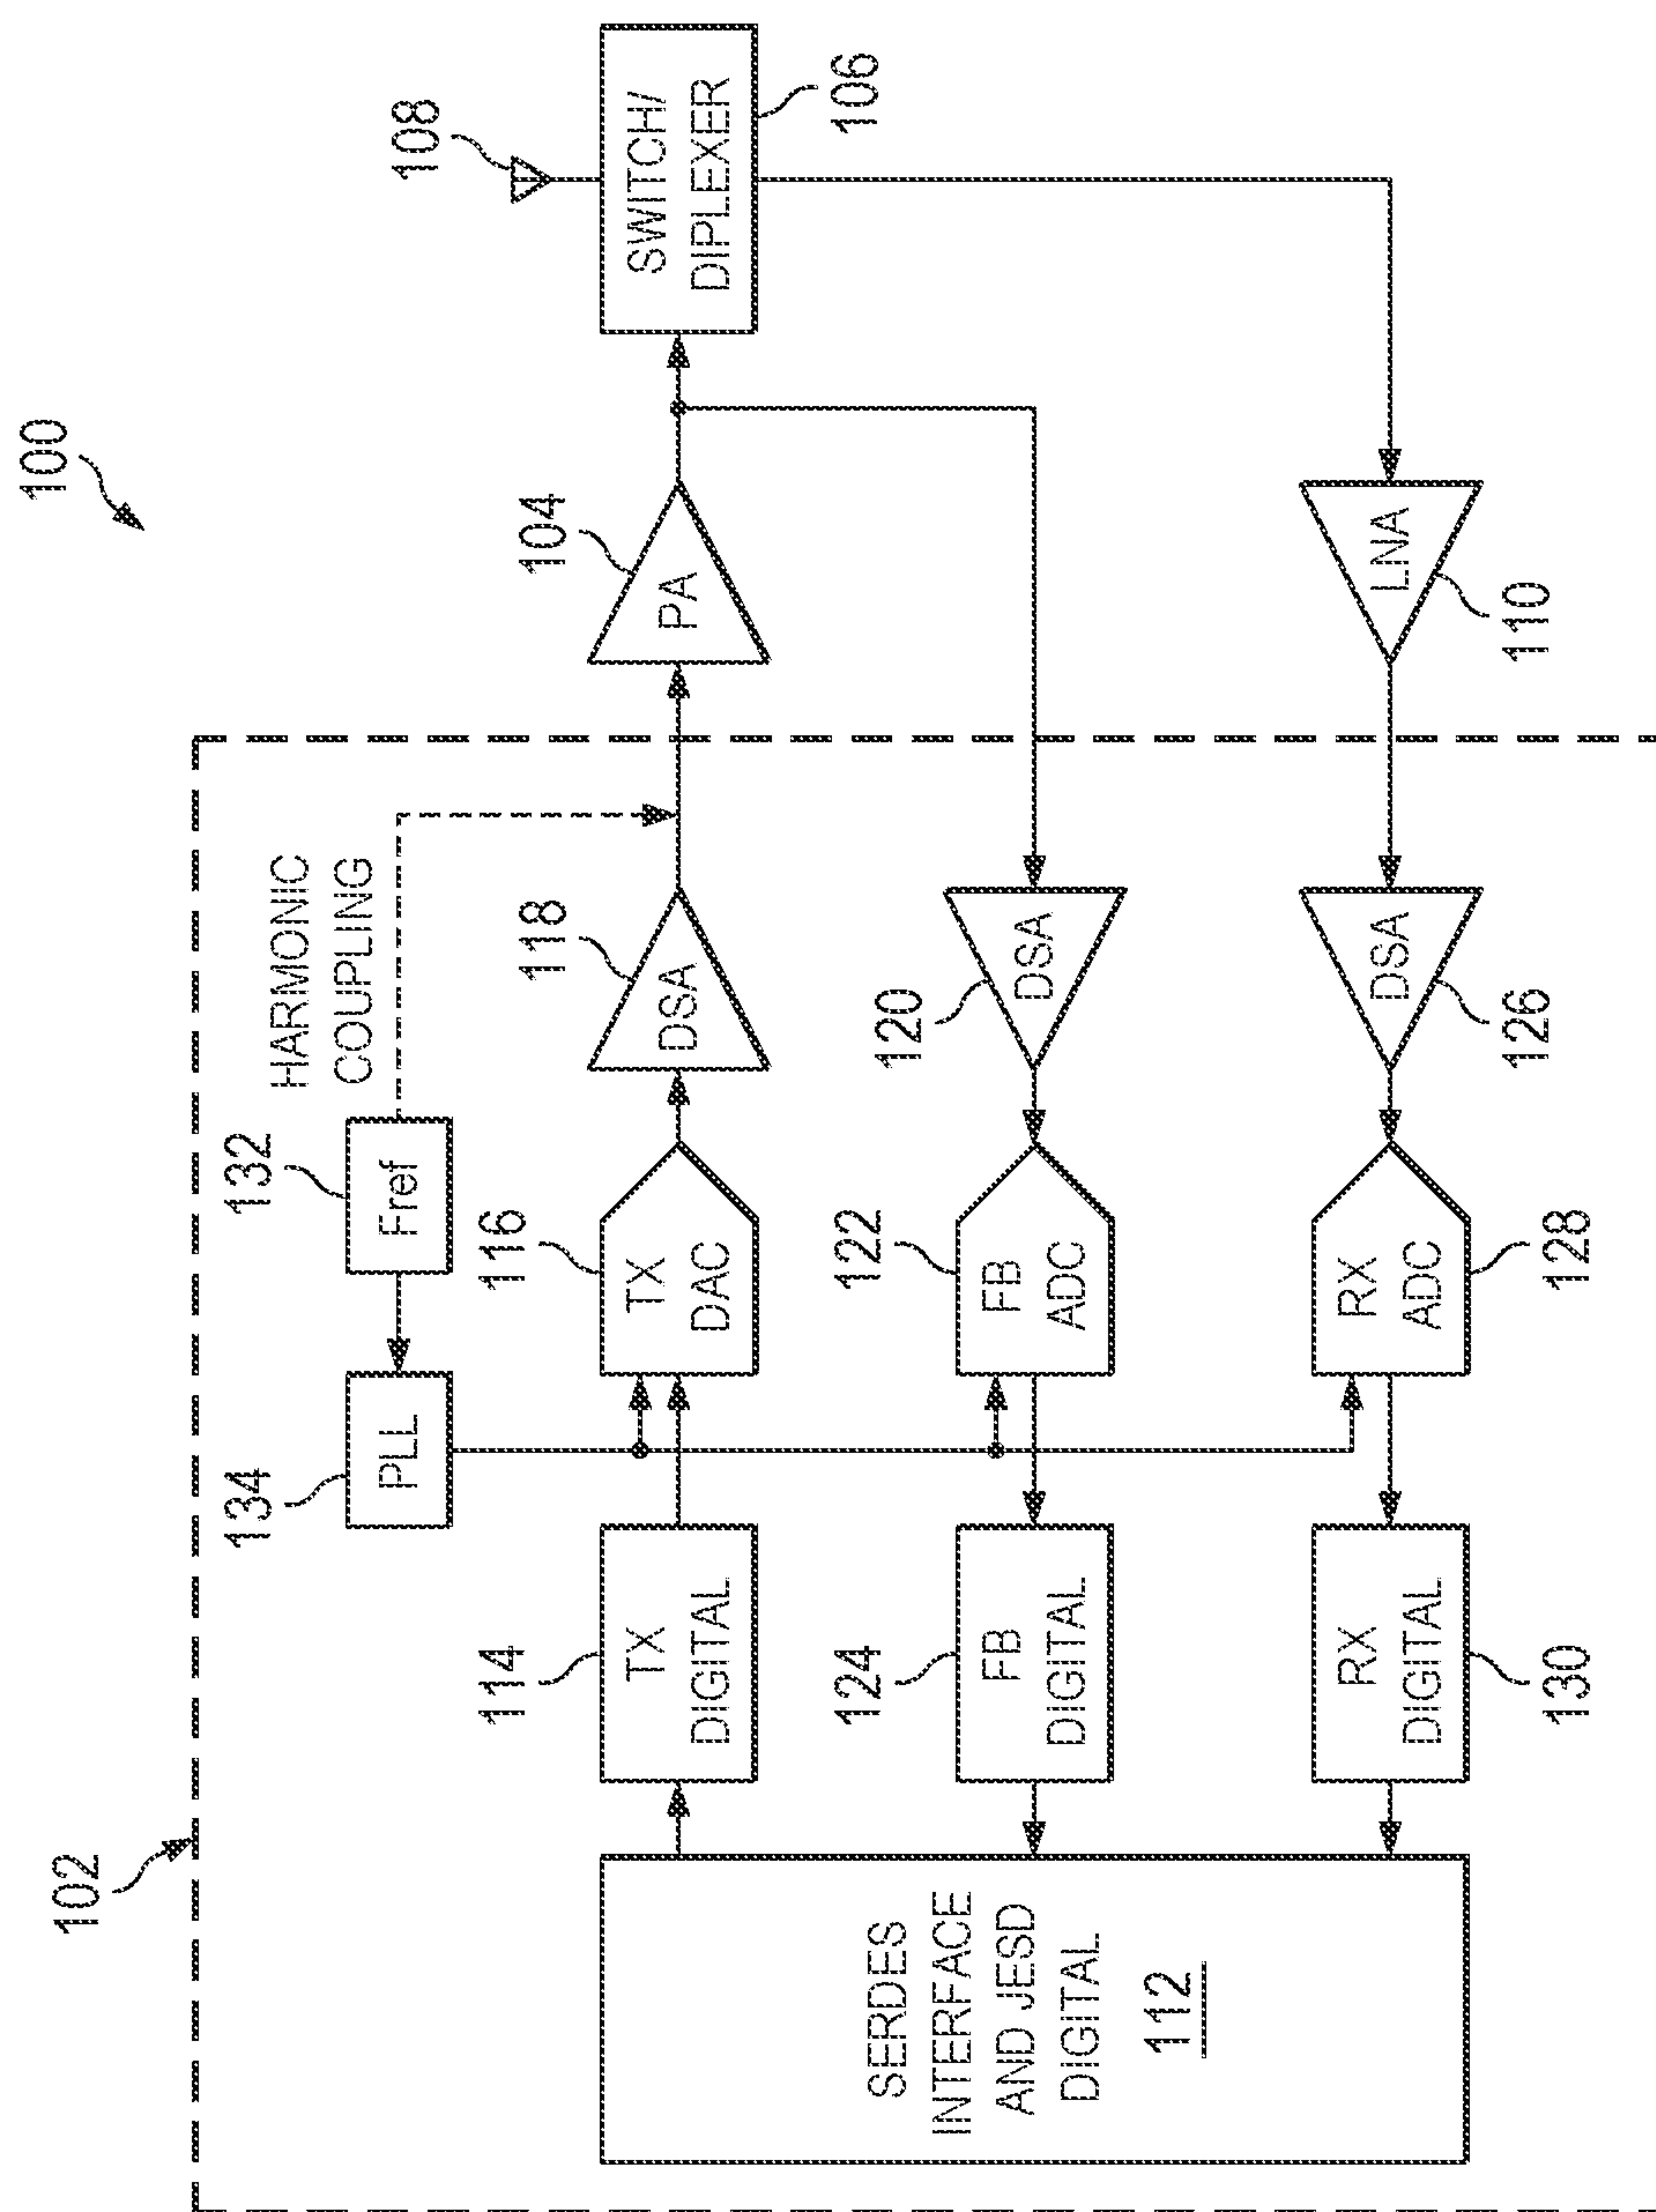 100
102
134
132
HARMONIC
COUPLING
PLL
Fref
108
114
116
118
104
TX
DIGITAL
TX
DAC
DSA
PA
SWITCH/
DIPLEXER
106
SERDES
INTERFACE
AND JESD
DIGITAL
112
124
122
120
FB
DIGITAL
FB
ADC
DSA
RX
DIGITAL
RX
ADC
DSA
LNA
130
128
126
110